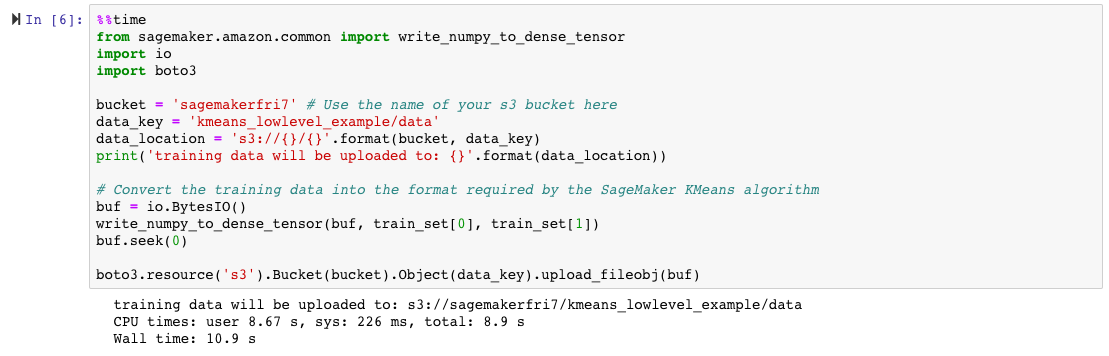 In [6]: %%time
from sagemaker.amazon.common import write_numpy_to_dense_tensor
import io
import boto3
bucket = 'sagemakerfri7' # Use the name of your s3 bucket here
data_key = 'kmeans_lowlevel_example/data'
data_location = 's3://{}/{}'.format(bucket, data_key)
print('training data will be uploaded to: {}'.format(data_location))
# Convert the training data into the format required by the SageMaker KMeans algorithm
buf = io.BytesIO()
write_numpy_to_dense_tensor(buf, train_set[0], train_set[1])
buf.seek(0)
boto3.resource('s3').Bucket(bucket).Object(data_key).upload_fileobj(buf)
training data will be uploaded to: s3://sagemakerfri7/kmeans_lowlevel_example/data
CPU times: user 8.67 s, sys: 226 ms, total: 8.9 s
Wall time: 10.9 s